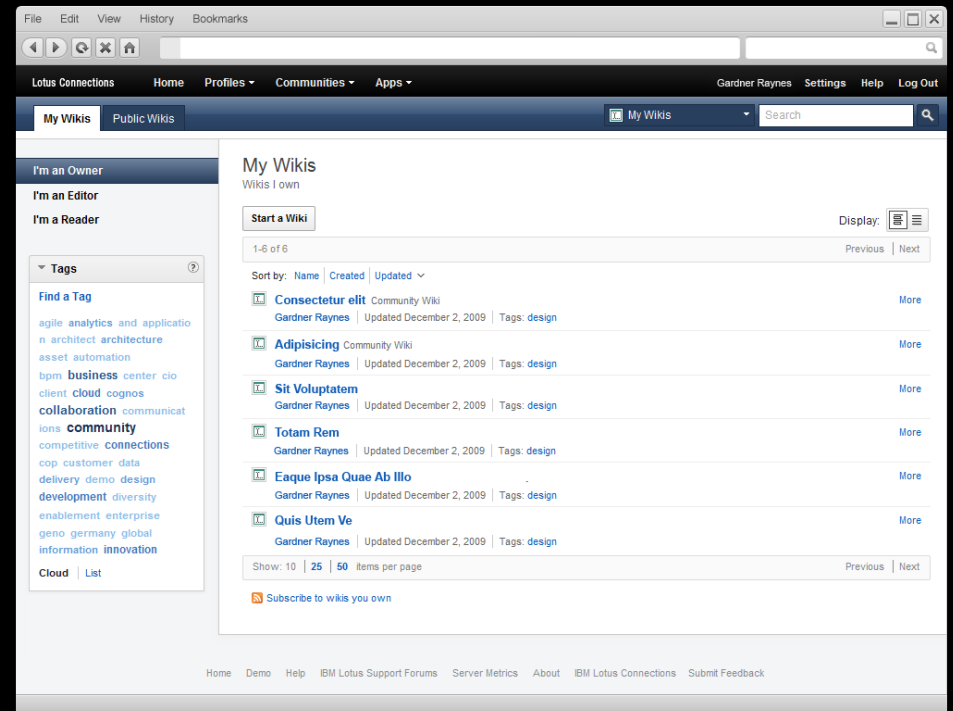 File Edit View History Bookmarks
Lotus Connections Home Profiles Communities Apps Gardner Raynes Settings Help Log Out
My Wikis Public Wikis My Wikis Search
I'm an Owner
I'm an Editor
I'm a Reader
Tags ?
Find a Tag
agile analytics and applicatio
n architect architecture
asset automation
bpm business center cio
client cloud cognos
collaboration communicat
ions community
competitive connections
cop customer data
delivery demo design
development diversity
enablement enterprise
geno germany global
information innovation
Cloud List
My Wikis
Wikis I own
Start a Wiki Display:
1-6 of 6 Previous Next
Sort by: Name Created Updated
Consectetur elit Community Wiki More
Gardner Raynes Updated December 2, 2009 Tags: design
Adipisicing Community Wiki More
Gardner Raynes Updated December 2, 2009 Tags: design
Sit Voluptatem More
Gardner Raynes Updated December 2, 2009 Tags: design
Totam Rem More
Gardner Raynes Updated December 2, 2009 Tags: design
Eaque Ipsa Quae Ab Illo More
Gardner Raynes Updated December 2, 2009 Tags: design
Quis Utem Ve More
Gardner Raynes Updated December 2, 2009 Tags: design
Show: 10 25 50 items per page Previous Next
Subscribe to wikis you own
Home Demo Help IBM Lotus Support Forums Server Metrics About IBM Lotus Connections Submit Feedback